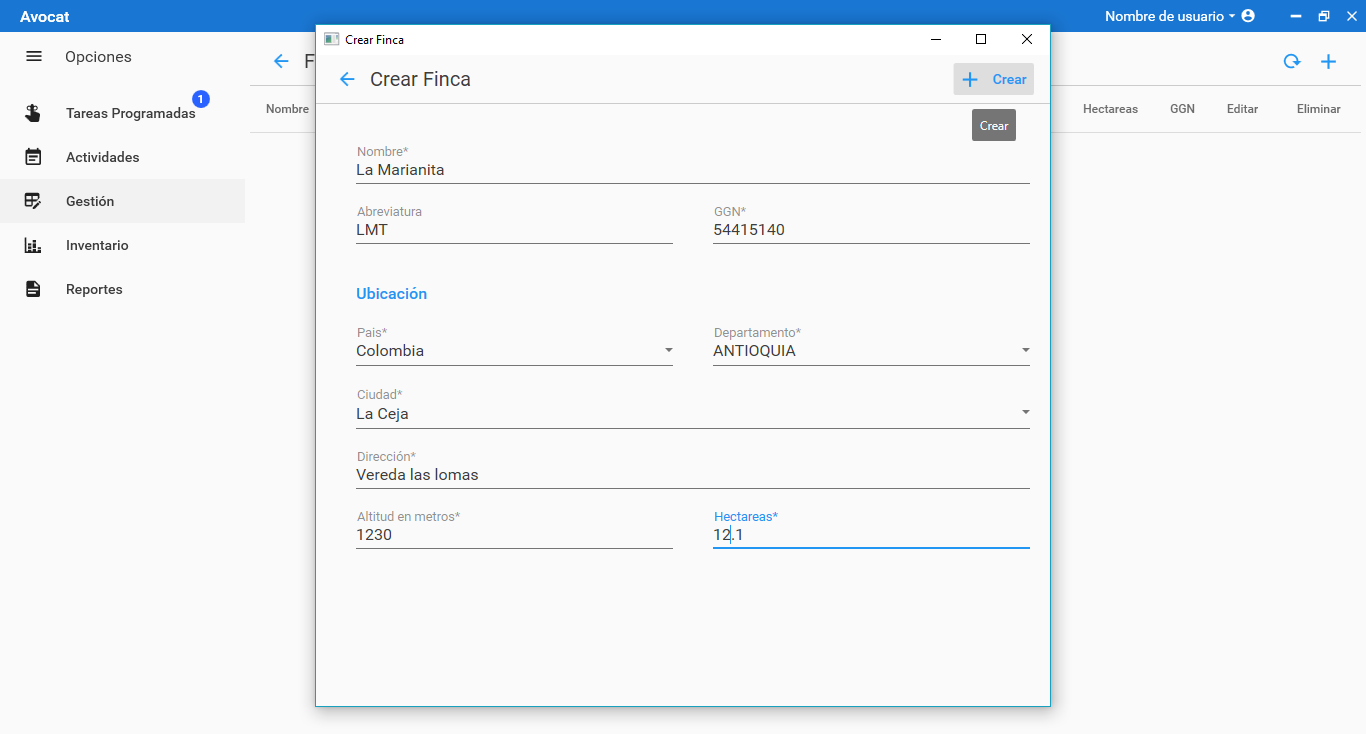 Avocat
Nombre de usuario
Opciones
Tareas Programadas 1
Actividades
Gestión
Inventario
Reportes
F
Nombre Hectareas GGN Editar Eliminar
Crear Finca
Crear Finca
Crear
Crear
Nombre*
La Marianita
Abreviatura GGN*
LMT 54415140
Ubicación
Pais* Departamento*
Colombia ANTIOQUIA
Ciudad*
La Ceja
Dirección*
Vereda las lomas
Altitud en metros* Hectareas*
1230 12.1